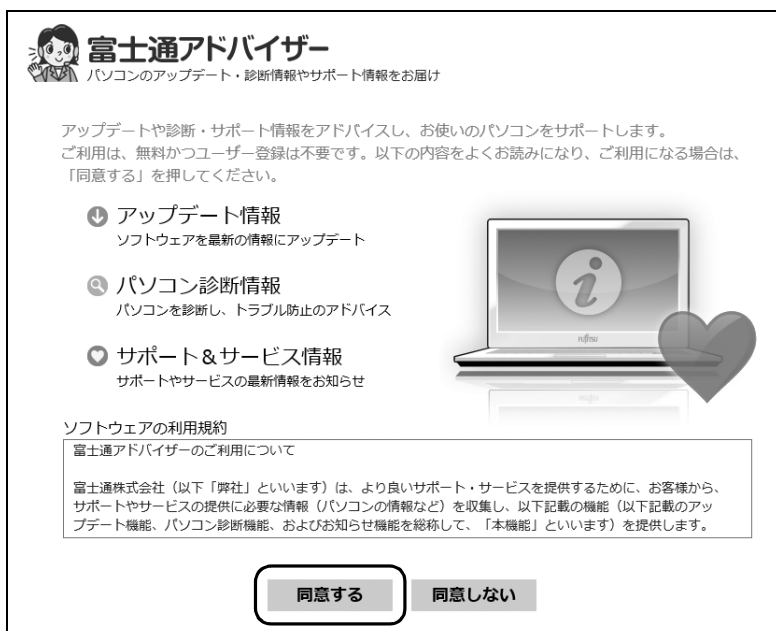 富士通アドバイザー
パソコンのアップデート・診断情報やサポート情報をお届け
アップデートや診断・サポート情報をアドバイスし、お使いのパソコンをサポートします。
ご利用は、無料かつユーザー登録は不要です。以下の内容をよくお読みになり、ご利用になる場合は、
「同意する」を押してください。
アップデート情報
ソフトウェアを最新の情報にアップデート
パソコン診断情報
パソコンを診断し、トラブル防止のアドバイス
サポート&サービス情報
サポートやサービスの最新情報をお知らせ
FUJITSU
ソフトウェアの利用規約
富士通アドバイザーのご利用について
富士通株式会社（以下「弊社」といいます）は、より良いサポート・サービスを提供するために、お客様から、
サポートやサービスの提供に必要な情報（パソコンの情報など）を収集し、以下記載の機能（以下記載のアッ
プデート機能、パソコン診断機能、およびお知らせ機能を総称して、「本機能」といいます）を提供します。
同意する 同意しない